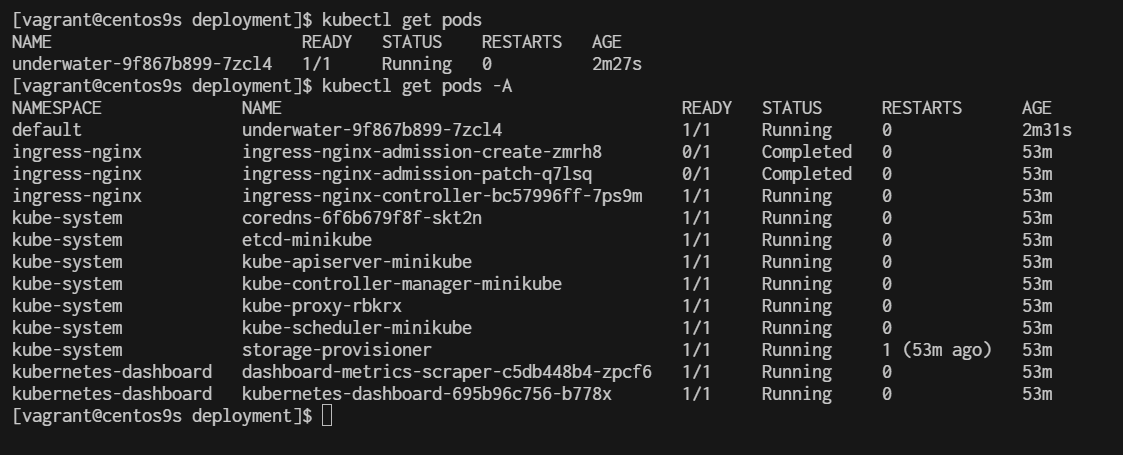 [vagrant@centos9s deployment]$ kubectl get pods
NAME                         READY   STATUS    RESTARTS   AGE
underwater-9f867b899-7zcl4   1/1     Running   0          2m27s
[vagrant@centos9s deployment]$ kubectl get pods -A
NAMESPACE              NAME                                        READY   STATUS      RESTARTS      AGE
default                underwater-9f867b899-7zcl4                  1/1     Running     0             2m31s
ingress-nginx          ingress-nginx-admission-create-zmrh8        0/1     Completed   0             53m
ingress-nginx          ingress-nginx-admission-patch-q7lsq         0/1     Completed   0             53m
ingress-nginx          ingress-nginx-controller-bc57996ff-7ps9m    1/1     Running     0             53m
kube-system            coredns-6f6b679f8f-skt2n                    1/1     Running     0             53m
kube-system            etcd-minikube                               1/1     Running     0             53m
kube-system            kube-apiserver-minikube                     1/1     Running     0             53m
kube-system            kube-controller-manager-minikube            1/1     Running     0             53m
kube-system            kube-proxy-rbkrx                            1/1     Running     0             53m
kube-system            kube-scheduler-minikube                     1/1     Running     0             53m
kube-system            storage-provisioner                         1/1     Running     1 (53m ago)   53m
kubernetes-dashboard   dashboard-metrics-scraper-c5db448b4-zpcf6   1/1     Running     0             53m
kubernetes-dashboard   kubernetes-dashboard-695b96c756-b778x       1/1     Running     0             53m
[vagrant@centos9s deployment]$